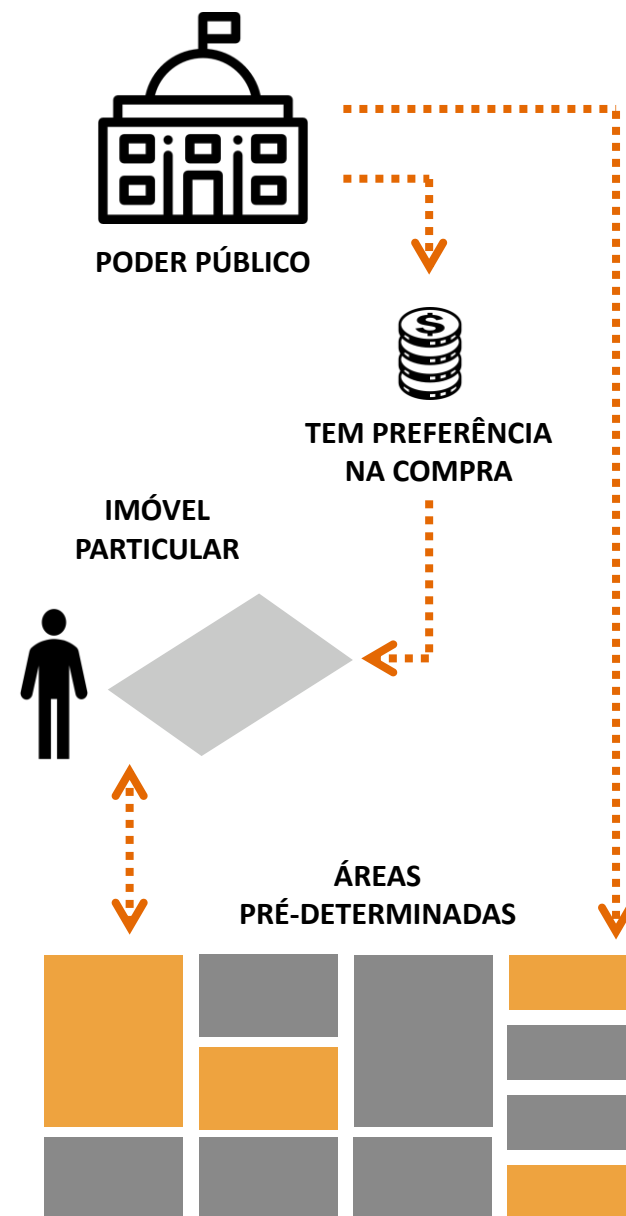 PODER PÚBLICO
$
TEM PREFERÊNCIA
NA COMPRA
IMÓVEL
PARTICULAR
ÁREAS
PRÉ-DETERMINADAS